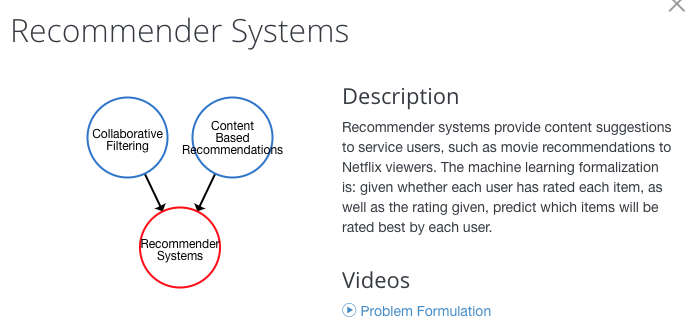 Recommender Systems
Collaborative
Filtering
Content
Based
Recommendations
Recommender
Systems
Description
Recommender systems provide content suggestions
to service users, such as movie recommendations to
Netflix viewers. The machine learning formalization
is: given whether each user has rated each item, as
well as the rating given, predict which items will be
rated best by each user.
Videos
Problem Formulation